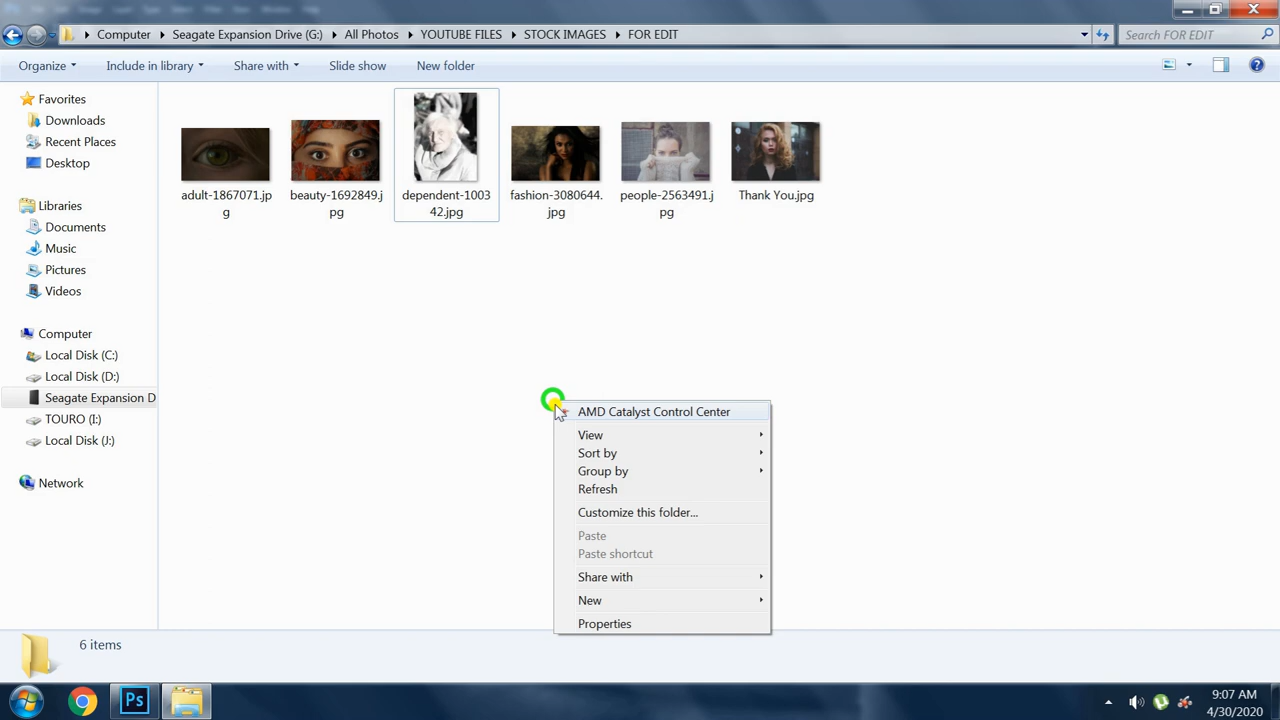 Computer
Seagate Expansion Drive (G:)
All Photos
YOUTUBE FILES
STOCK IMAGES
FOR EDIT
Search FOR EDIT
Organize
Include in library
Share with
Slide show
New folder
Favorites
Downloads
Recent Places
Desktop
Libraries
Documents
Music
Pictures
Videos
Computer
Local Disk (C:)
Local Disk (D:)
Seagate Expansion D
TOURO (I:)
Local Disk (J:)
Network
adult-1867071.jp
g
beauty-1692849.j
pg
dependent-1003
42.jpg
fashion-3080644.
jpg
people-2563491.j
pg
Thank You.jpg
AMD Catalyst Control Center
View
Sort by
Group by
Refresh
Customize this folder...
Paste
Paste shortcut
Share with
New
Properties
6 items
Ps
9:07 AM
4/30/2020